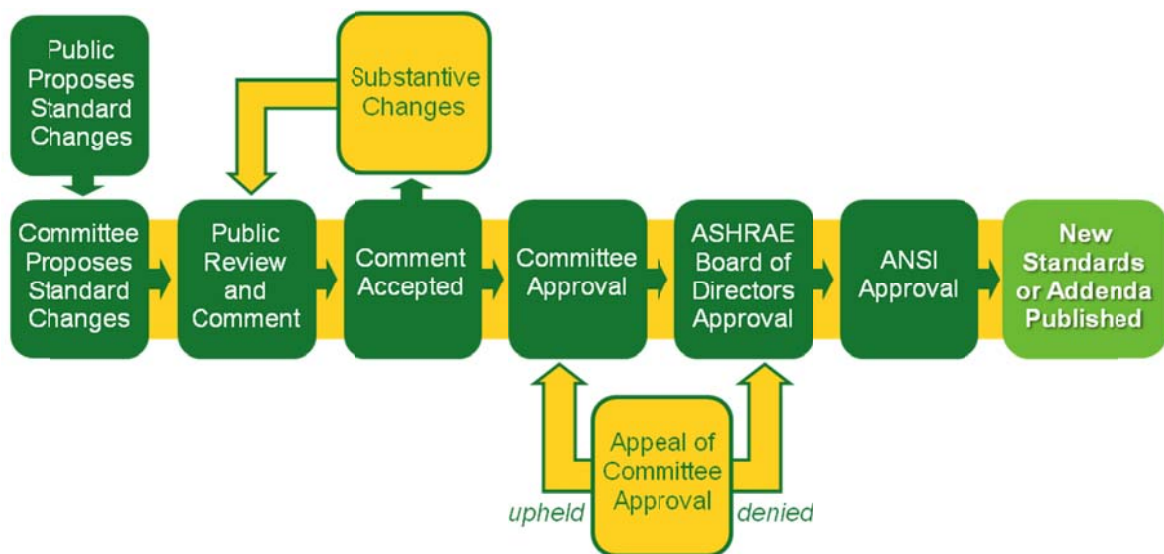 Public
Proposes
Standard
Changes
Substantive
Changes
Committee
Proposes
Standard
Changes
Public
Review
and
Comment
Comment
Accepted
Committee
Approval
ASHRAE
Board of
Directors
Approval
ANSI
Approval
New
Standards
or Addenda
Published
Appeal of
Committee
Approval
upheld
denied